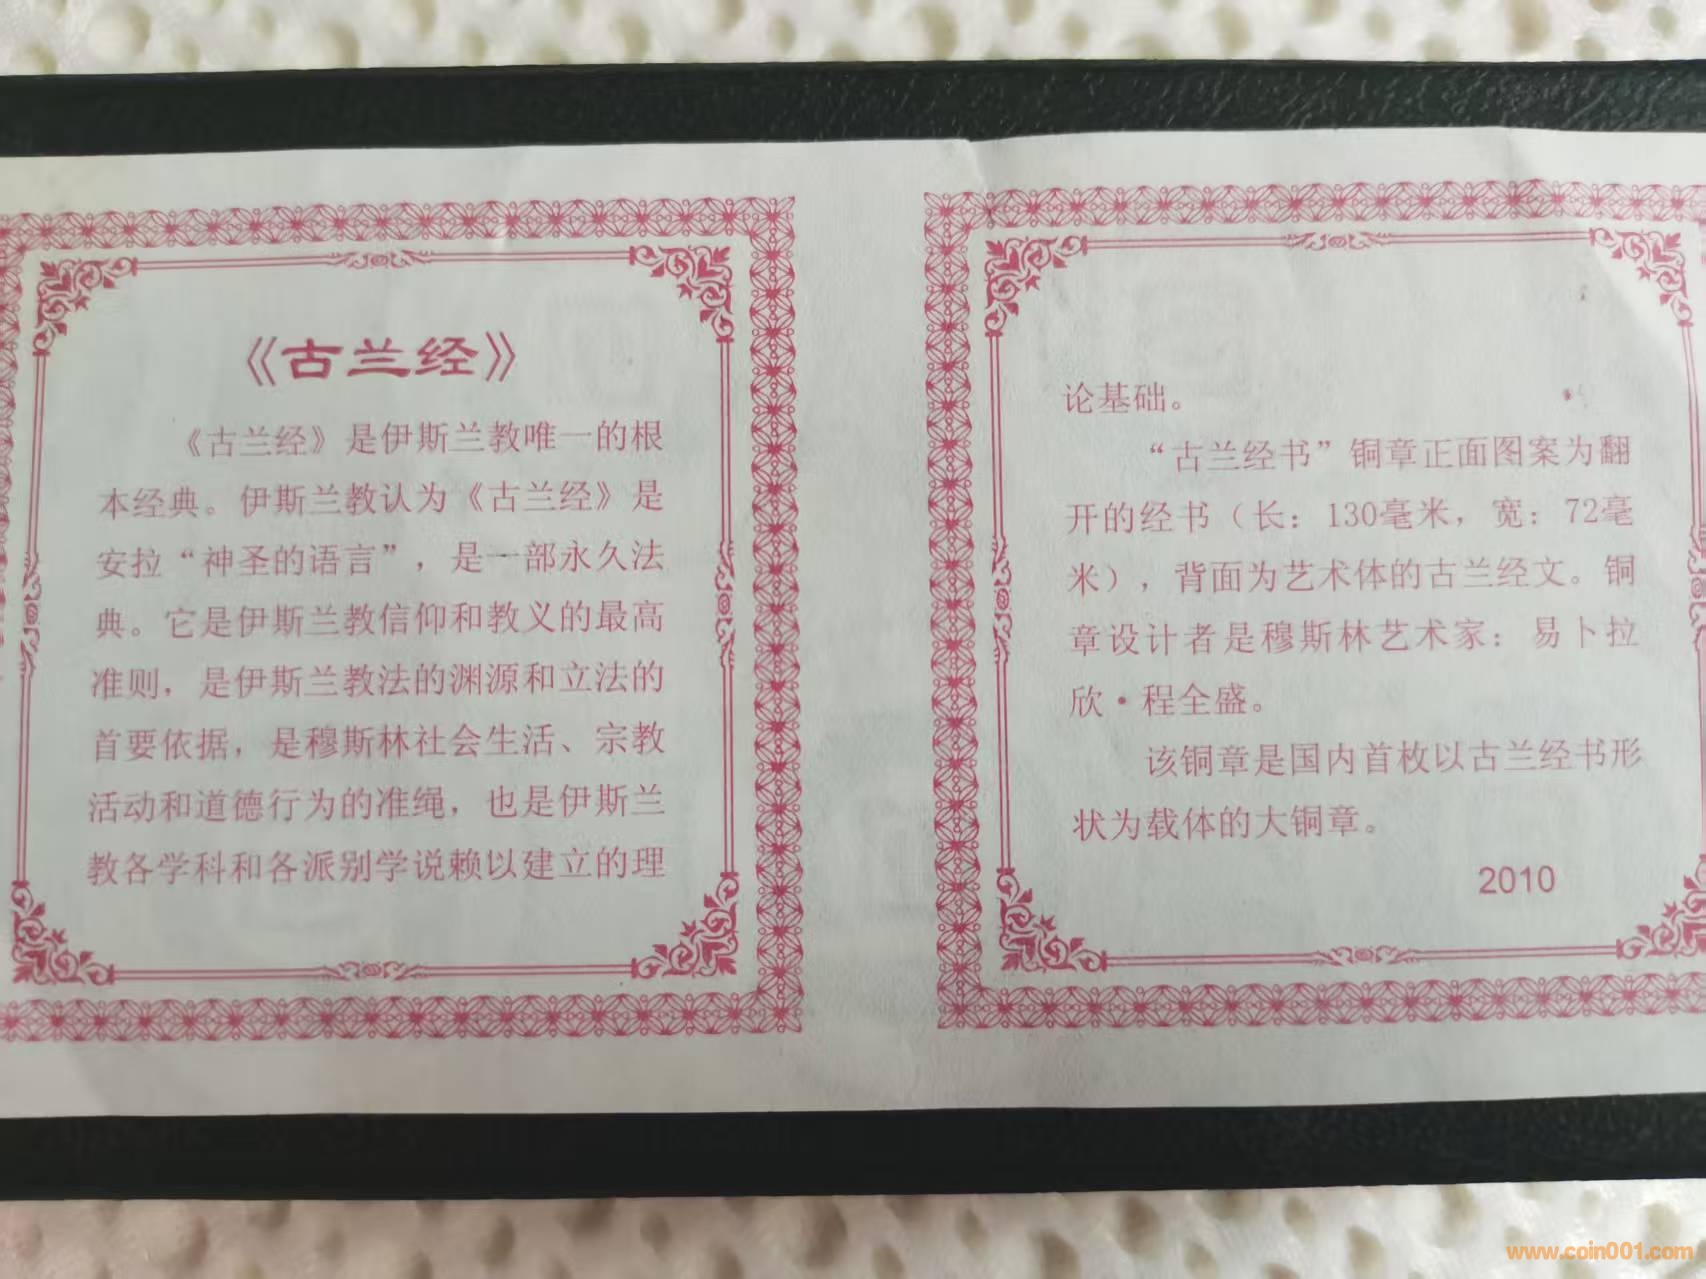 《古兰经》
《古兰经》是伊斯兰教唯一的根
本经典。伊斯兰教认为《古兰经》是
安拉“神圣的语言”，是一部永久法
典。它是伊斯兰教信仰和教义的最高
准则，是伊斯兰教法的渊源和立法的
首要依据，是穆斯林社会生活、宗教
活动和道德行为的准绳，也是伊斯兰
教各学科和各派别学说赖以建立的理
论基础。
“古兰经书”铜章正面图案为翻
开的经书（长：130毫米，宽：72毫
米），背面为艺术体的古兰经文。铜
章设计者是穆斯林艺术家：易卜拉
欣·程全盛。
该铜章是国内首枚以古兰经书形
状为载体的大铜章。
2010
www.coin001.com